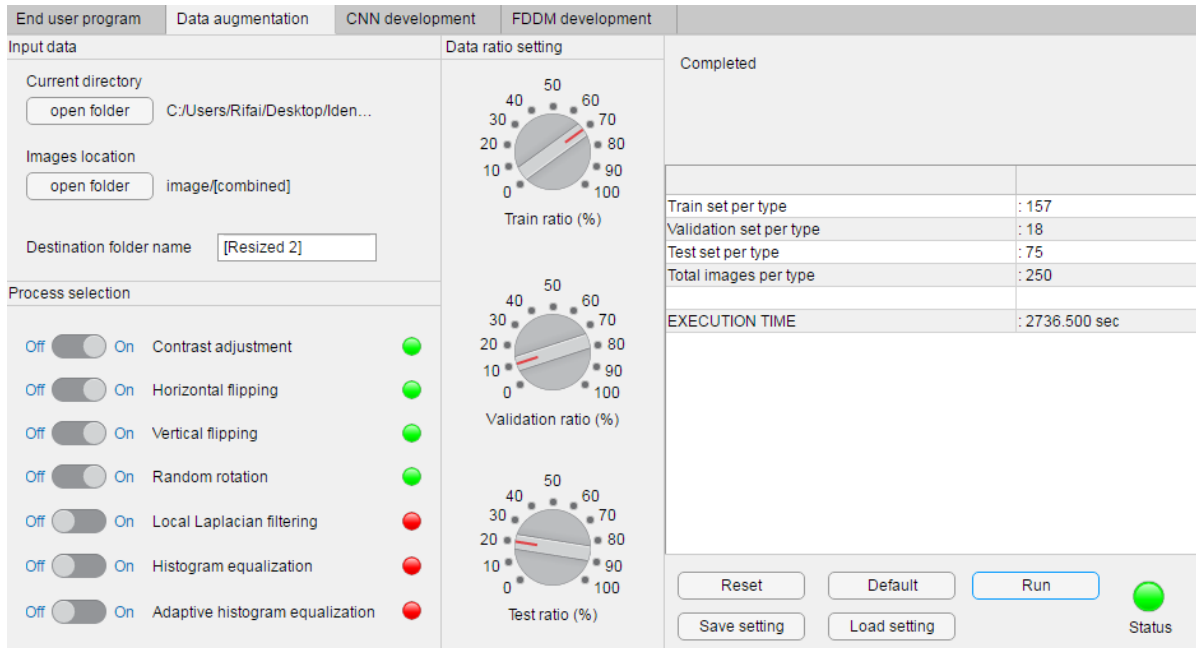 End user program
Data augmentation
CNN development
FDDM development
Input data
Current directory
open folder C:/Users/Rifai/Desktop/Iden...
Images location
open folder image/[combined]
Destination folder name [Resized 2]
Process selection
Off On Contrast adjustment
Off On Horizontal flipping
Off On Vertical flipping
Off On Random rotation
Off On Local Laplacian filtering
Off On Histogram equalization
Off On Adaptive histogram equalization
Data ratio setting
50
40 60
30 70
20 80
10 90
0 100
Train ratio (%)
50
40 60
30 70
20 80
10 90
0 100
Validation ratio (%)
50
40 60
30 70
20 80
10 90
0 100
Test ratio (%)
Completed
Train set per type : 157
Validation set per type : 18
Test set per type : 75
Total images per type : 250
EXECUTION TIME : 2736.500 sec
Reset Default Run
Save setting Load setting Status